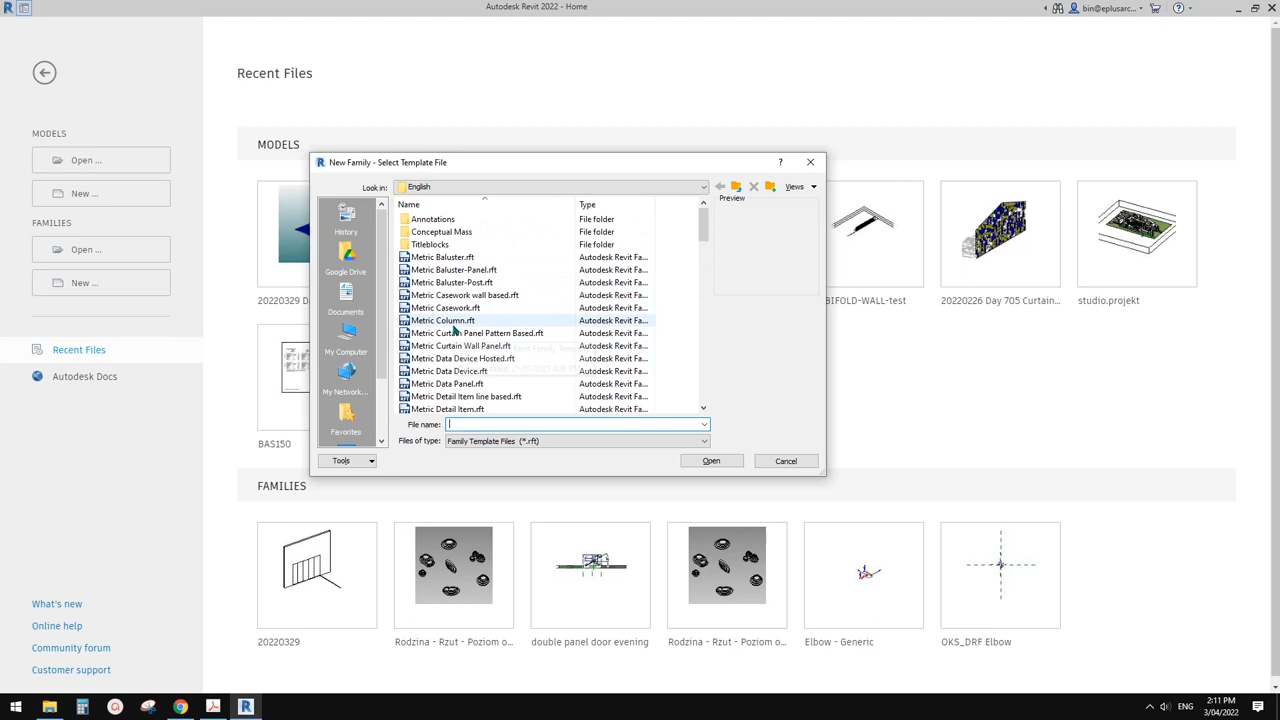 Autodesk Revit 2022 - Home
bin@eplusarc...
Recent Files
MODELS
Open ...
New ...
FAMILIES
Open ...
New ...
Recent Files
Autodesk Docs
What's new
Online help
Community forum
Customer support
MODELS
20220329 D
BIFOLD-WALL-test
20220226 Day 705 Curtain...
studio.projekt
BAS150
New Family - Select Template File
Look in:
English
Views
Name
Type
Preview
History
Google Drive
Documents
My Computer
My Network...
Favorites
Annotations File folder
Conceptual Mass File folder
Titleblocks File folder
Metric Baluster.rft Autodesk Revit Fa...
Metric Baluster-Panel.rft Autodesk Revit Fa...
Metric Baluster-Post.rft Autodesk Revit Fa...
Metric Casework wall based.rft Autodesk Revit Fa...
Metric Casework.rft Autodesk Revit Fa...
Metric Column.rft Autodesk Revit Fa...
Metric Curtain Panel Pattern Based.rft Autodesk Revit Fa...
Metric Curtain Wall Panel.rft Autodesk Revit Fa...
Metric Data Device Hosted.rft Autodesk Revit Fa...
Metric Data Device.rft Autodesk Revit Fa...
Metric Data Panel.rft Autodesk Revit Fa...
Metric Detail Item line based.rft Autodesk Revit Fa...
Metric Detail Item.rft Autodesk Revit Fa...
File name:
Files of type: Family Template Files (*.rft)
Tools
Open
Cancel
FAMILIES
20220329
Rodzina - Rzut - Poziom o...
double panel door evening
Rodzina - Rzut - Poziom o...
Elbow - Generic
OKS_DRF Elbow
ENG
2:11 PM
3/04/2022